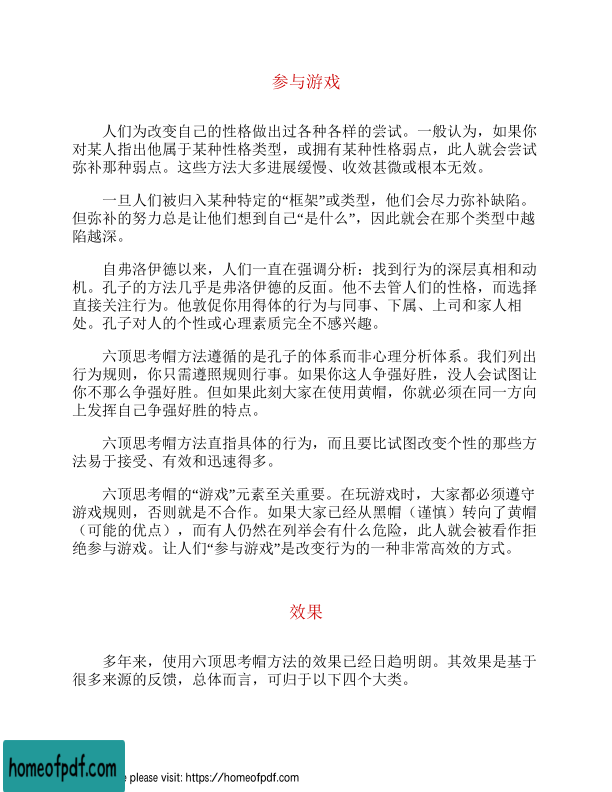 参与游戏
人们为改变自己的性格做出过各种各样的尝试。一般认为，如果你
对某人指出他属于某种性格类型，或拥有某种性格弱点，此人就会尝试
弥补那种弱点。这些方法大多进展缓慢、收效甚微或根本无效。
一旦人们被归入某种特定的“框架”或类型，他们会尽力弥补缺陷。
但弥补的努力总是让他们想到自己“是什么”，因此就会在那个类型中越
陷越深。
自弗洛伊德以来，人们一直在强调分析：找到行为的深层真相和动
机。孔子的方法几乎是弗洛伊德的反面。他不去管人们的性格，而选择
直接关注行为。他敦促你用得体的行为与同事、下属、上司和家人相
处。孔子对人的个性或心理素质完全不感兴趣。
六顶思考帽方法遵循的是孔子的体系而非心理分析体系。我们列出
行为规则，你只需遵照规则行事。如果你这人争强好胜，没人会试图让
你不那么争强好胜。但如果此刻大家在使用黄帽，你就必须在同一方向
上发挥自己争强好胜的特点。
六顶思考帽方法直指具体的行为，而且要比试图改变个性的那些方
法易于接受、有效和迅速得多。
六顶思考帽的“游戏”元素至关重要。在玩游戏时，大家都必须遵守
游戏规则，否则就是不合作。如果大家已经从黑帽（谨慎）转向了黄帽
（可能的优点），而有人仍然在列举会有什么危险，此人就会被看作拒
绝参与游戏。让人们“参与游戏”是改变行为的一种非常高效的方式。
效果
多年来，使用六顶思考帽方法的效果已经日趋明朗。其效果是基于
很多来源的反馈，总体而言，可归于以下四个大类。
homeofpdf.com
e please visit: https://homeofpdf.com